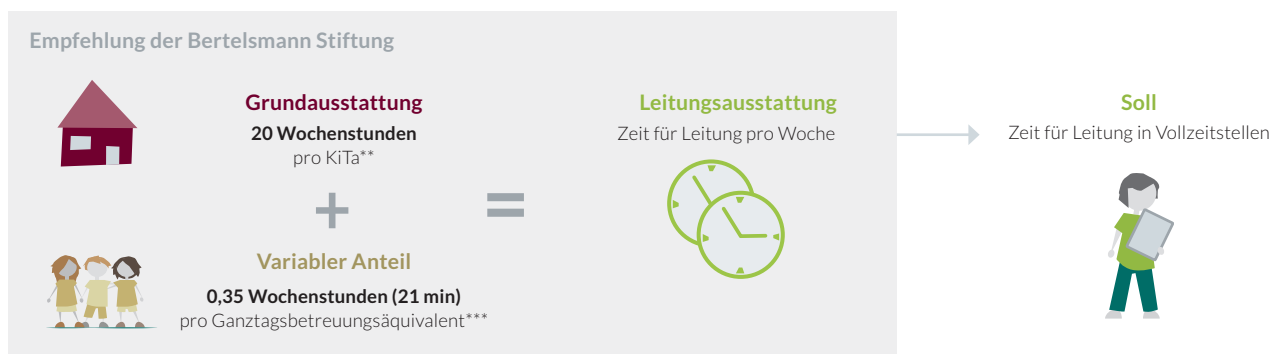 Empfehlung der Bertelsmann Stiftung
Grundausstattung
20 Wochenstunden
pro KiTa**
+
Variabler Anteil
0,35 Wochenstunden (21 min)
pro Ganztagsbetreuungsäquivalent***
=
Leitungsausstattung
Zeit für Leitung pro Woche
Soll
Zeit für Leitung in Vollzeitstellen